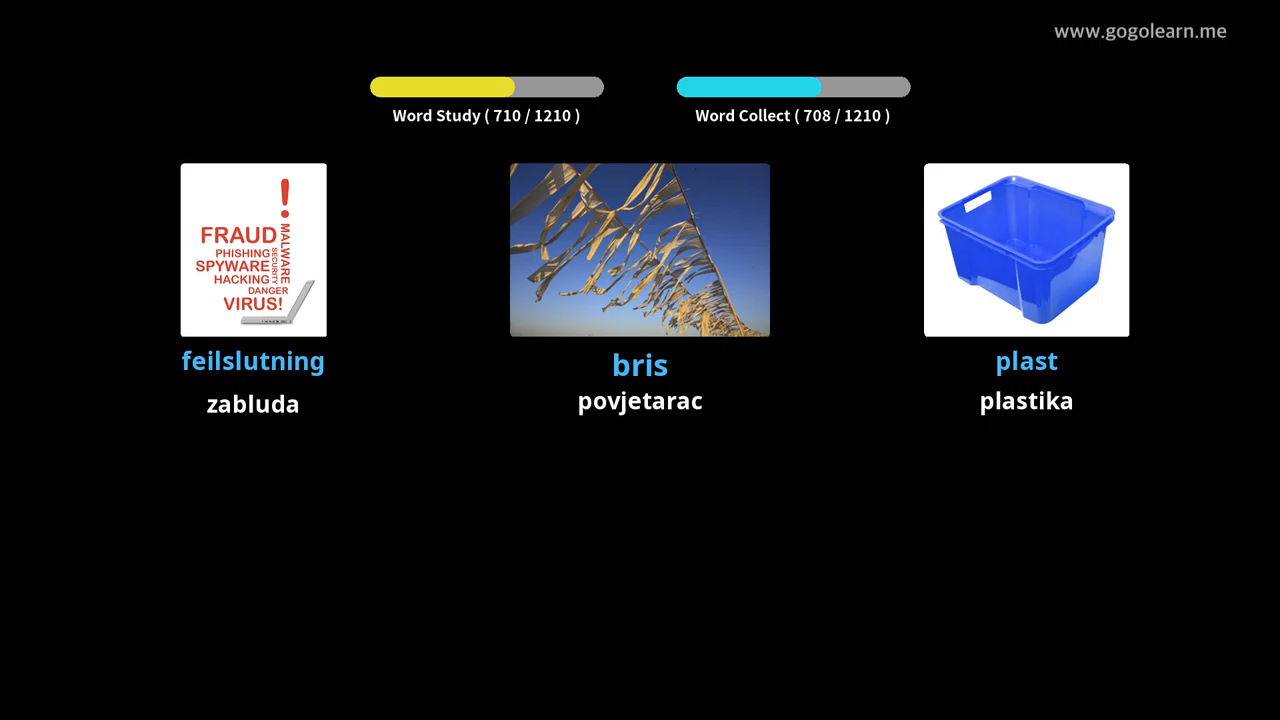 www.gogolearn.me
Word Study ( 710 / 1210 )
Word Collect ( 708 / 1210 )
!
FRAUD
MALWARE
PHISHING
SECURITY
SPYWARE
HACKING
DANGER
VIRUS!
feilslutning
zabluda
bris
povjetarac
plast
plastika